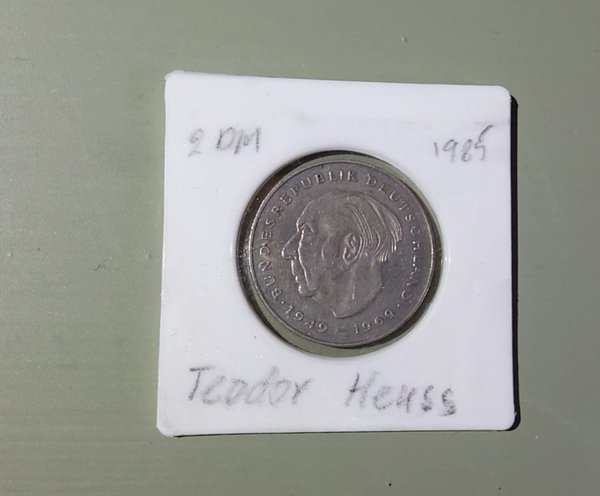 2 DM 1985
BUNDESREPUBLIK DEUTSCHLAND
· 1949 - 1969 ·
Teodor Heuss